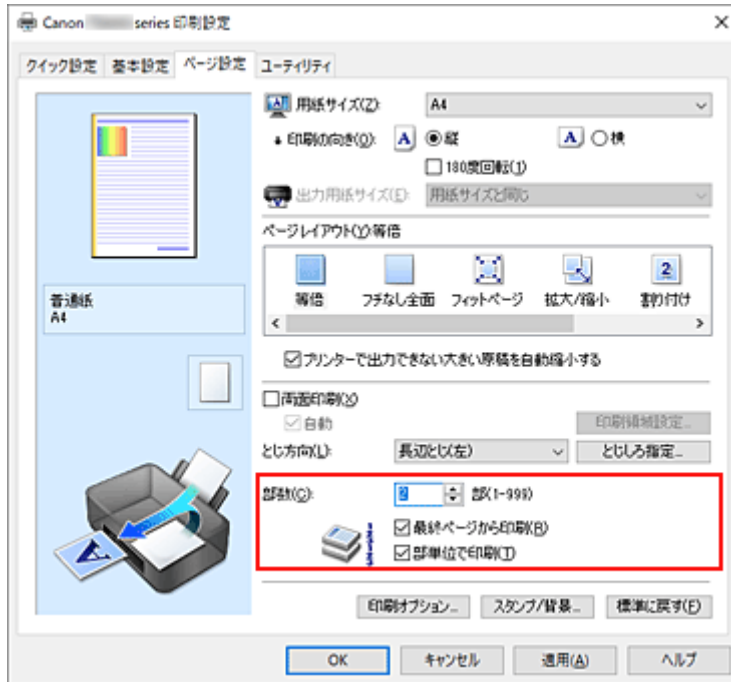 Canon series 印刷設定
クイック設定 基本設定 ページ設定 ユーティリティ
用紙サイズ(Z): A4
印刷の向き(O): A 縦 A 横
180度回転(1)
出力用紙サイズ(E): 用紙サイズと同じ
ページレイアウト(Y):等倍
等倍 フチなし全面 フィットページ 拡大/縮小 2 割り付け
普通紙
A4
プリンターで出力できない大きい原稿を自動縮小する
両面印刷(X)
自動 印刷領域設定...
とじ方向(L): 長辺とじ(左) とじしろ指定...
部数(C): 2 部(1-999)
最終ページから印刷(R)
部単位で印刷(T)
印刷オプション... スタンプ/背景... 標準に戻す(F)
OK キャンセル 適用(A) ヘルプ